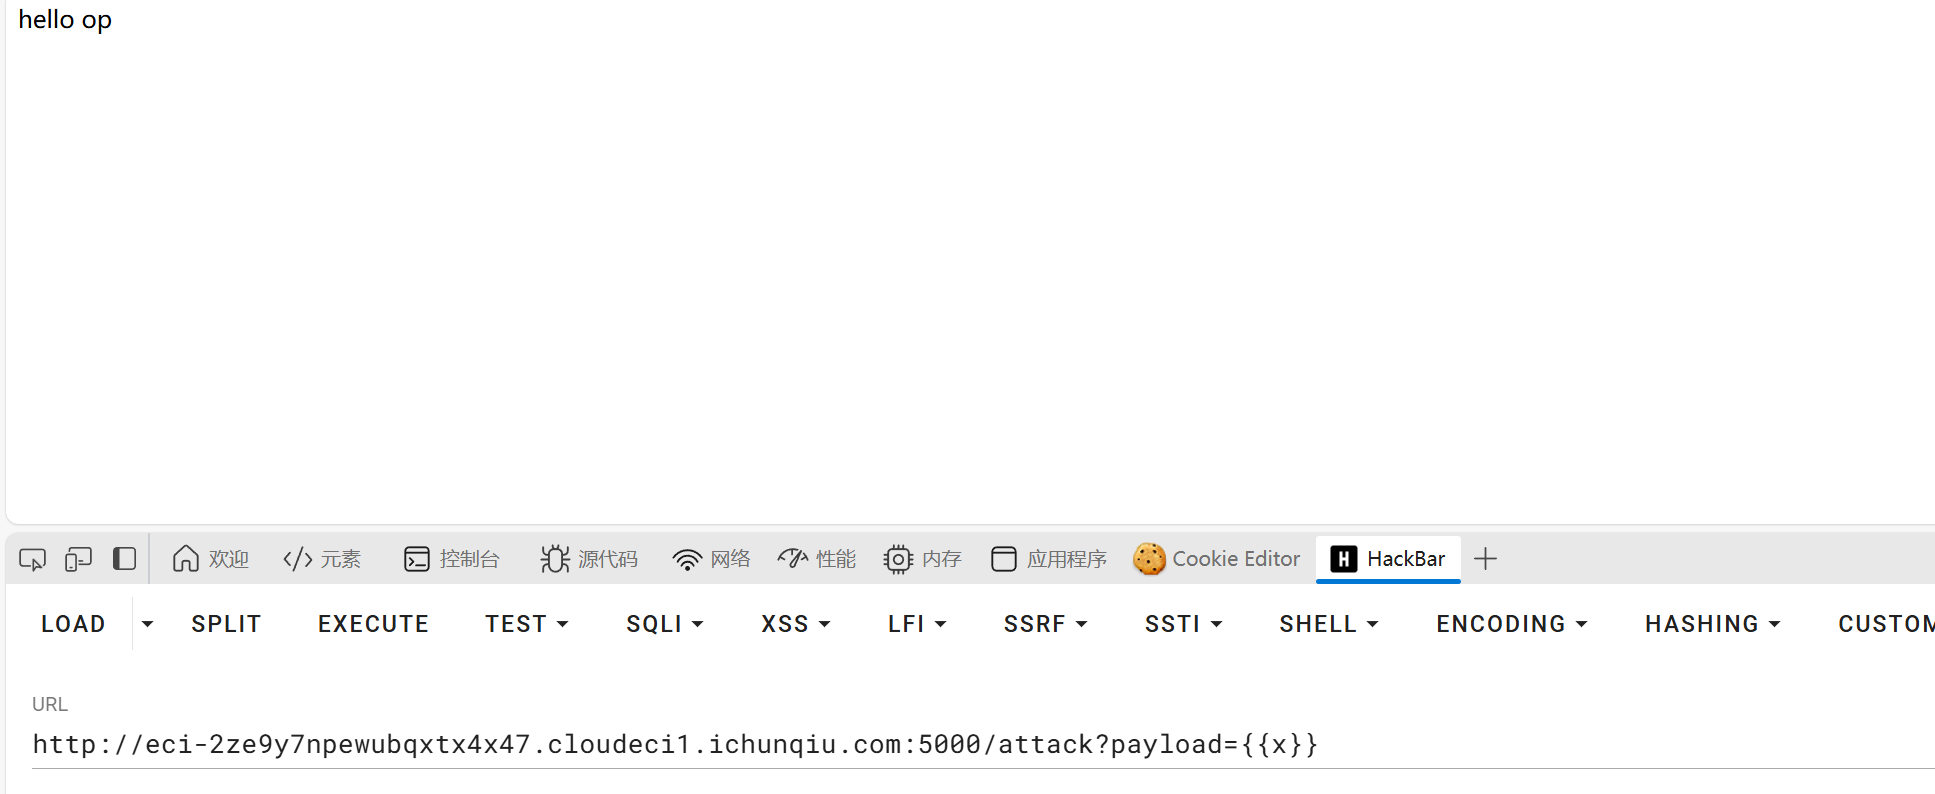 hello op
欢迎 元素 控制台 源代码 网络 性能 内存 应用程序 Cookie Editor H HackBar
LOAD SPLIT EXECUTE TEST SQLI XSS LFI SSRF SSTI SHELL ENCODING HASHING CUSTOM
URL
http://eci-2ze9y7npewubqxtx4x47.cloudeci1.ichunqiu.com:5000/attack?payload={{x}}